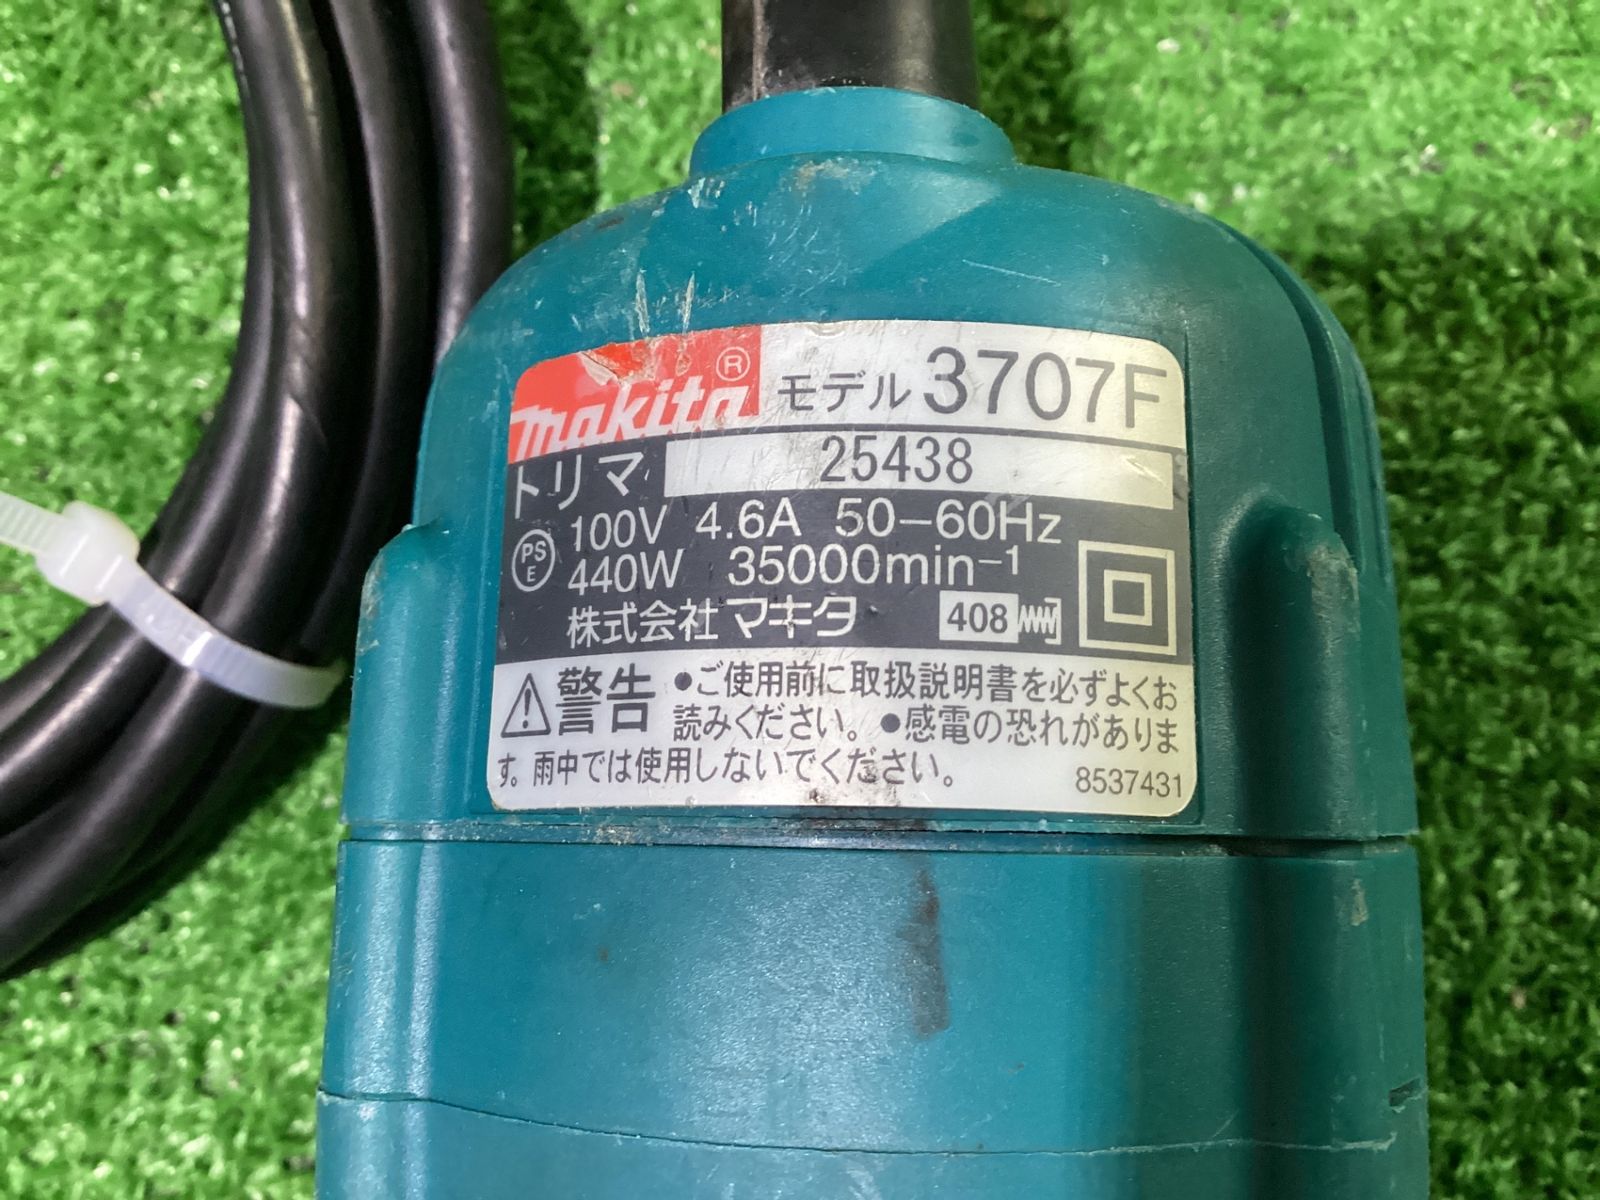 makita® モデル 3707F
トリマ 25438
100V 4.6A 50-60Hz
PS E
440W 35000min-1
株式会社マキタ 408
警告 ●ご使用前に取扱説明書を必ずよくお
読みください。●感電の恐れがありま
す。雨中では使用しないでください。
8537431